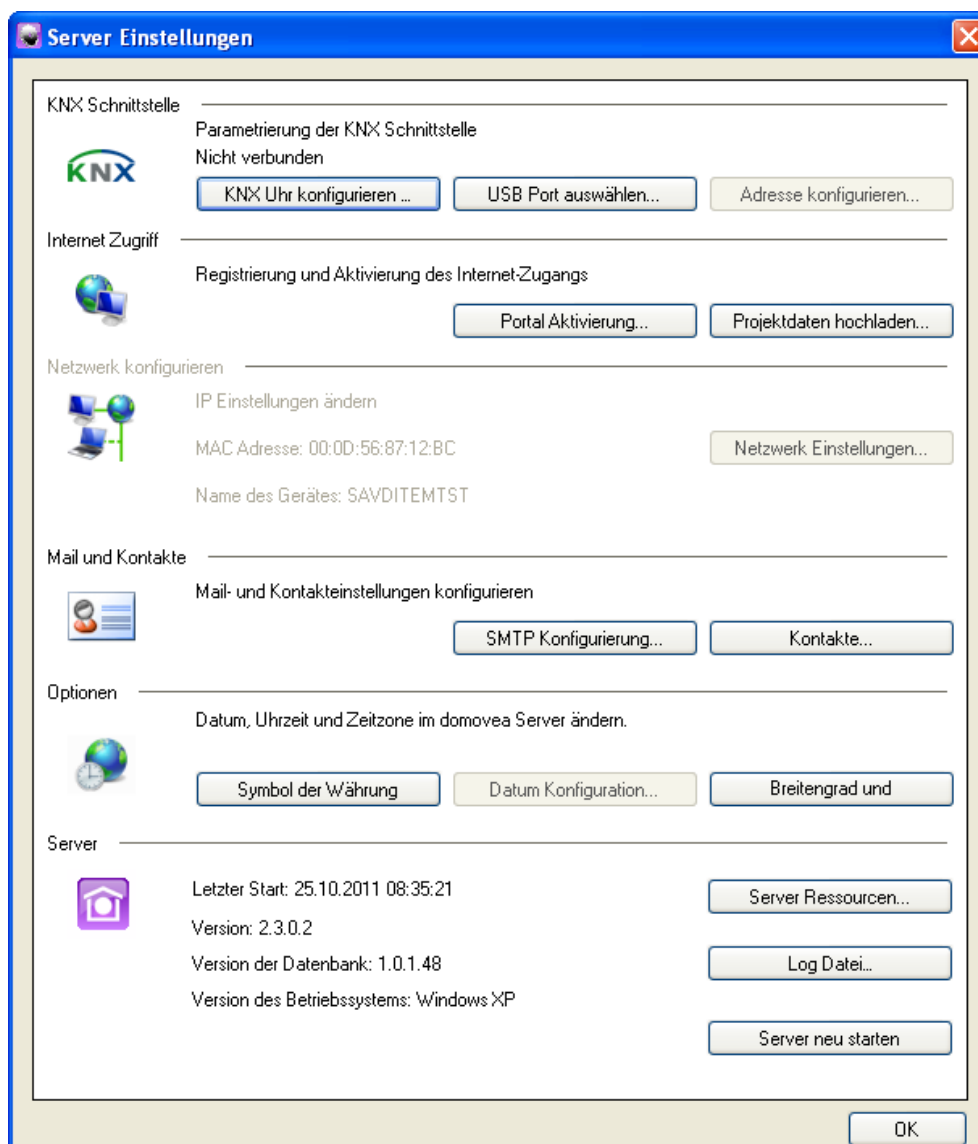 Server Einstellungen
KNX Schnittstelle
Parametrierung der KNX Schnittstelle
Nicht verbunden
KNX
KNX Uhr konfigurieren ...
USB Port auswählen...
Adresse konfigurieren...
Internet Zugriff
Registrierung und Aktivierung des Internet-Zugangs
Portal Aktivierung...
Projektdaten hochladen...
Netzwerk konfigurieren
IP Einstellungen ändern
MAC Adresse: 00:0D:56:87:12:BC
Netzwerk Einstellungen...
Name des Gerätes: SAVDITEMTST
Mail und Kontakte
Mail- und Kontakteinstellungen konfigurieren
SMTP Konfigurierung...
Kontakte...
Optionen
Datum, Uhrzeit und Zeitzone im domovea Server ändern.
Symbol der Währung
Datum Konfiguration...
Breitengrad und
Server
Letzter Start: 25.10.2011 08:35:21
Server Ressourcen...
Version: 2.3.0.2
Version der Datenbank: 1.0.1.48
Log Datei...
Version des Betriebssystems: Windows XP
Server neu starten
OK